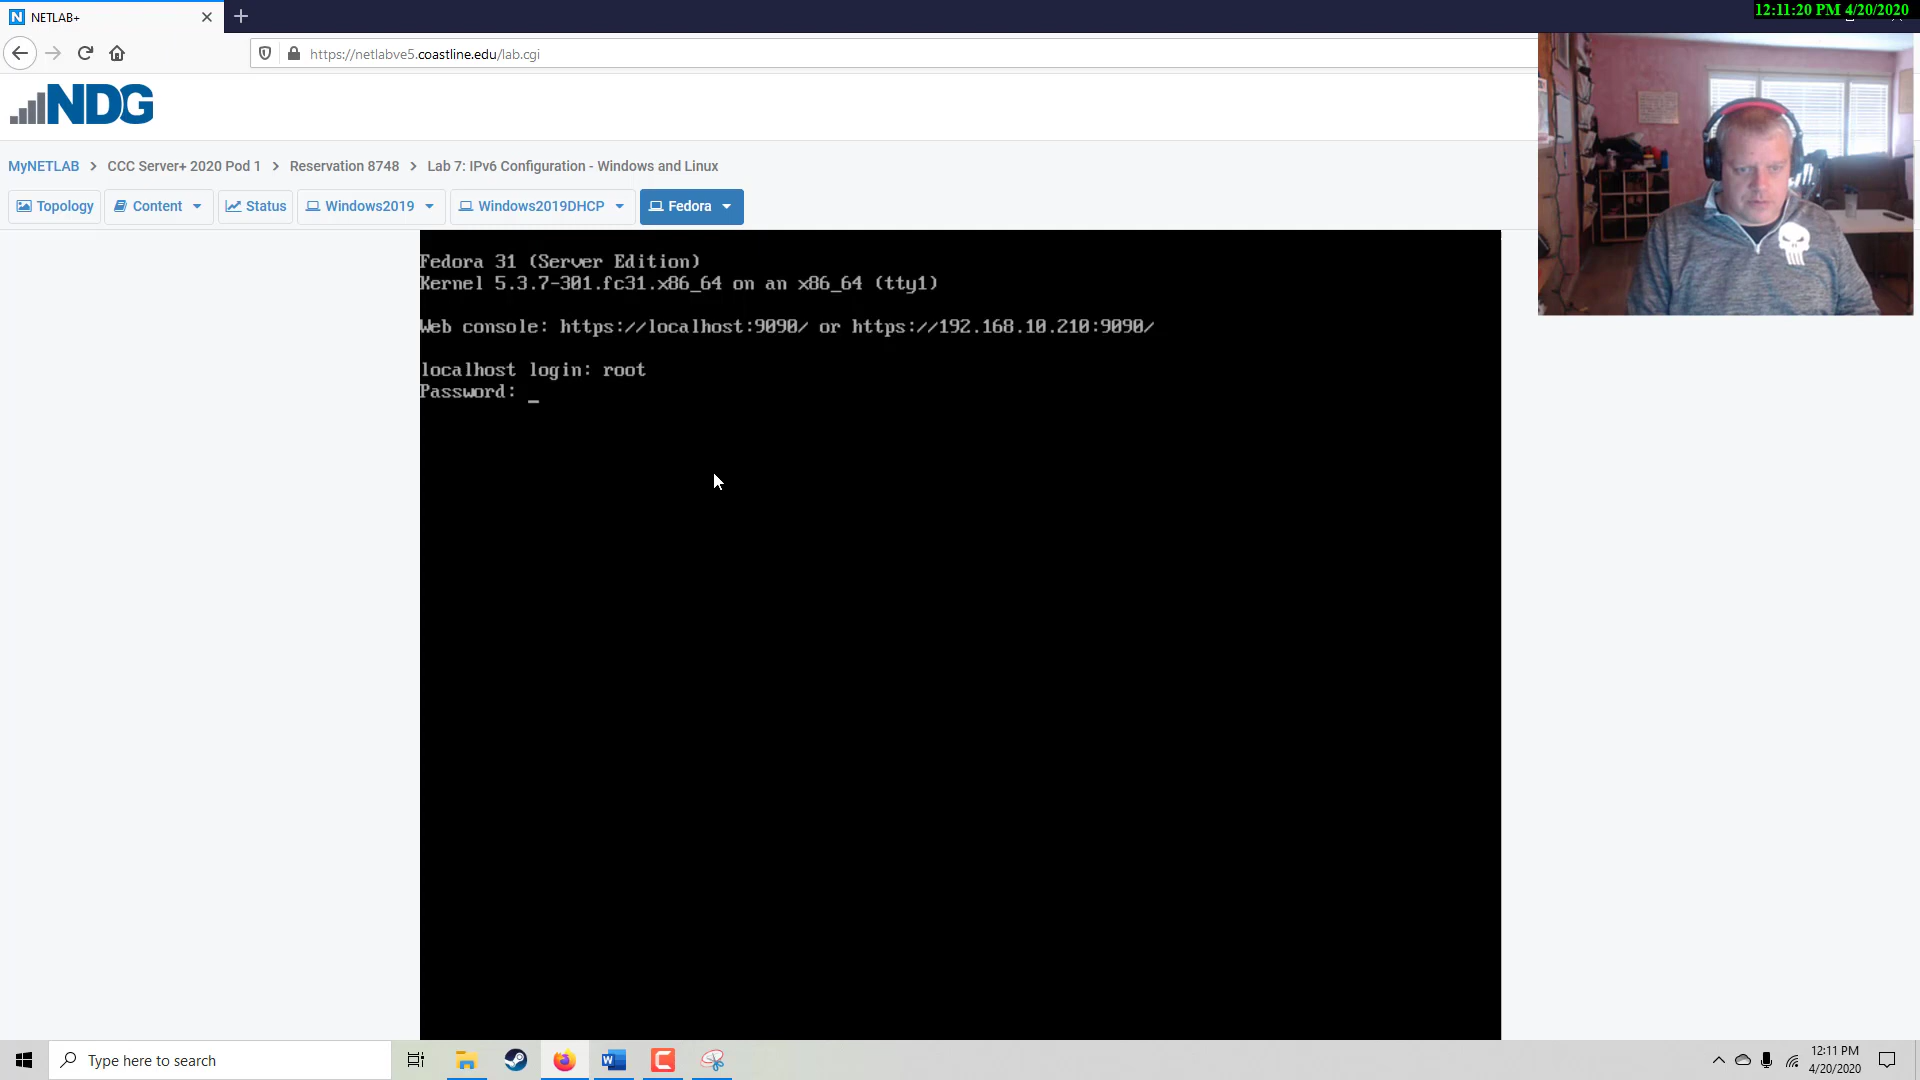 NETLAB+
12:11:20 PM 4/20/2020
https://netlabve5.coastline.edu/lab.cgi
NDG
MyNETLAB > CCC Server+ 2020 Pod 1 > Reservation 8748 > Lab 7: IPv6 Configuration - Windows and Linux
Topology Content Status Windows2019 Windows2019DHCP Fedora
Fedora 31 (Server Edition)
Kernel 5.3.7-301.fc31.x86_64 on an x86_64 (tty1)
Web console: https://localhost:9090/ or https://192.168.10.210:9090/
localhost login: root
Password: _
Type here to search
12:11 PM
4/20/2020